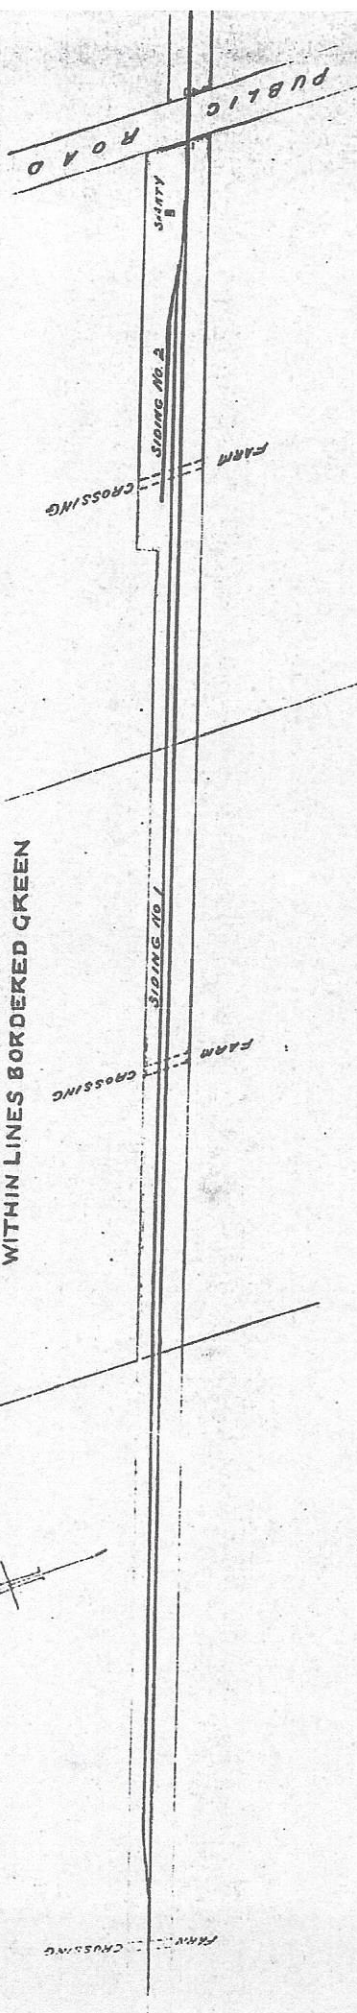 PUBLIC ROAD
SHANTY
SIDING NO. 2
FARM CROSSING
WITHIN LINES BORDERED GREEN
SIDING NO 1
FARM CROSSING
FARM CROSSING